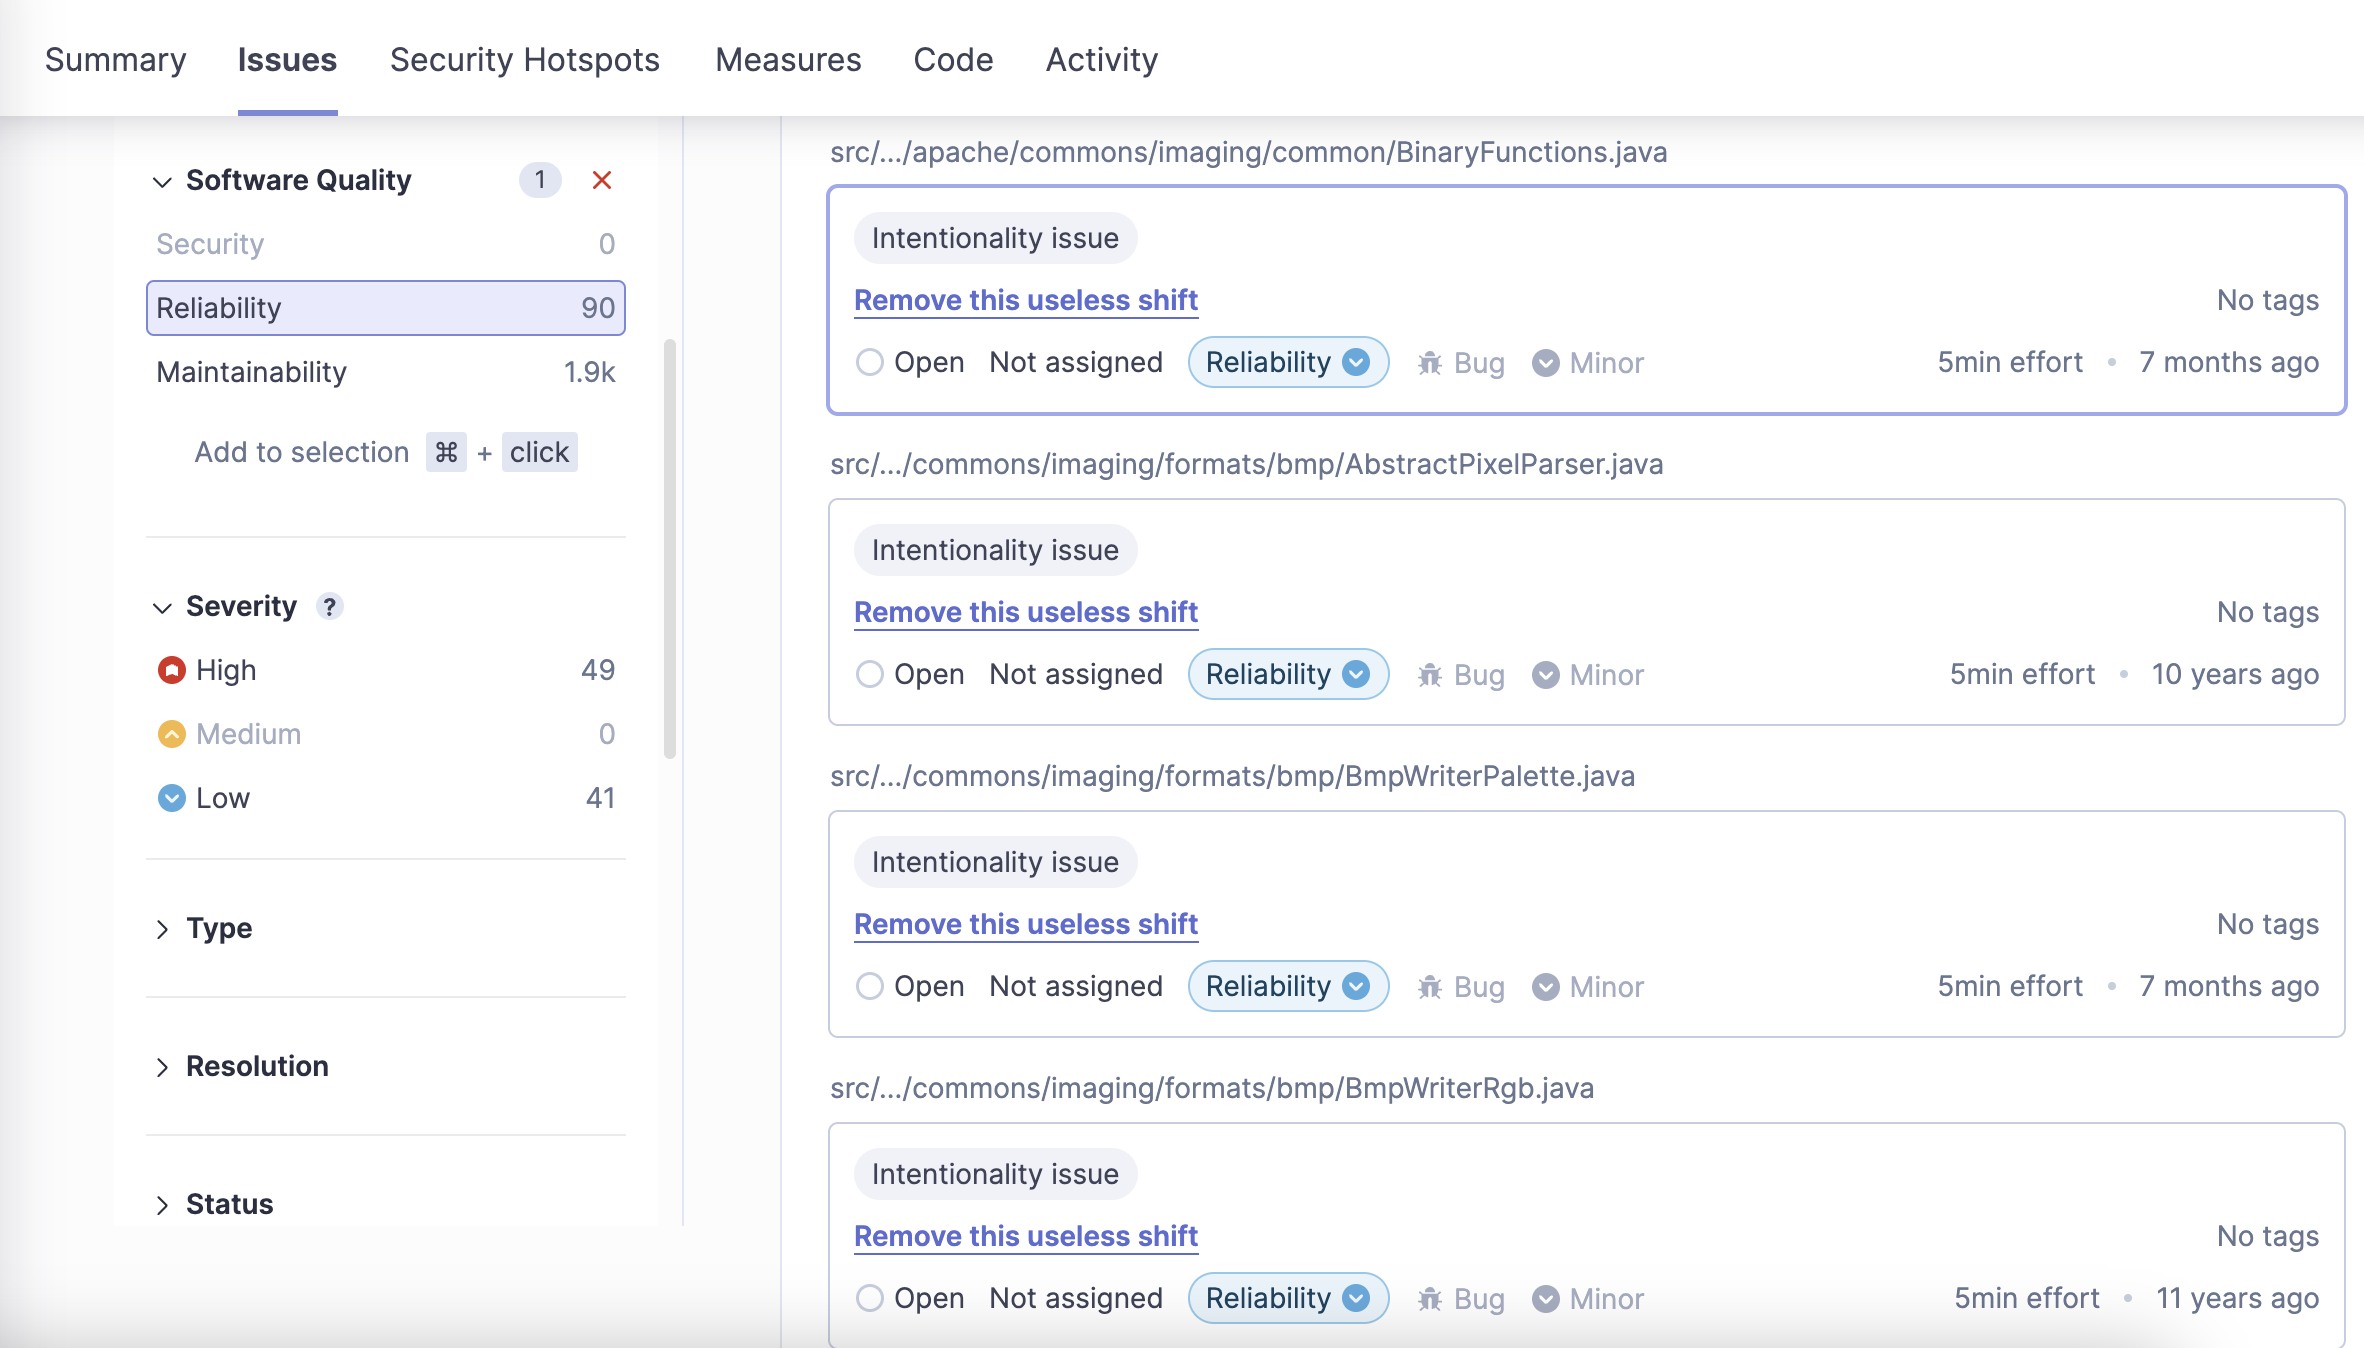 Summary Issues Security Hotspots Measures Code Activity
Software Quality 1
Security 0
Reliability 90
Maintainability 1.9k
Add to selection ⌘ + click
Severity ?
High 49
Medium 0
Low 41
Type
Resolution
Status
src/.../apache/commons/imaging/common/BinaryFunctions.java
Intentionality issue
Remove this useless shift No tags
Open Not assigned Reliability Bug Minor 5min effort • 7 months ago
src/.../commons/imaging/formats/bmp/AbstractPixelParser.java
Intentionality issue
Remove this useless shift No tags
Open Not assigned Reliability Bug Minor 5min effort • 10 years ago
src/.../commons/imaging/formats/bmp/BmpWriterPalette.java
Intentionality issue
Remove this useless shift No tags
Open Not assigned Reliability Bug Minor 5min effort • 7 months ago
src/.../commons/imaging/formats/bmp/BmpWriterRgb.java
Intentionality issue
Remove this useless shift No tags
Open Not assigned Reliability Bug Minor 5min effort • 11 years ago